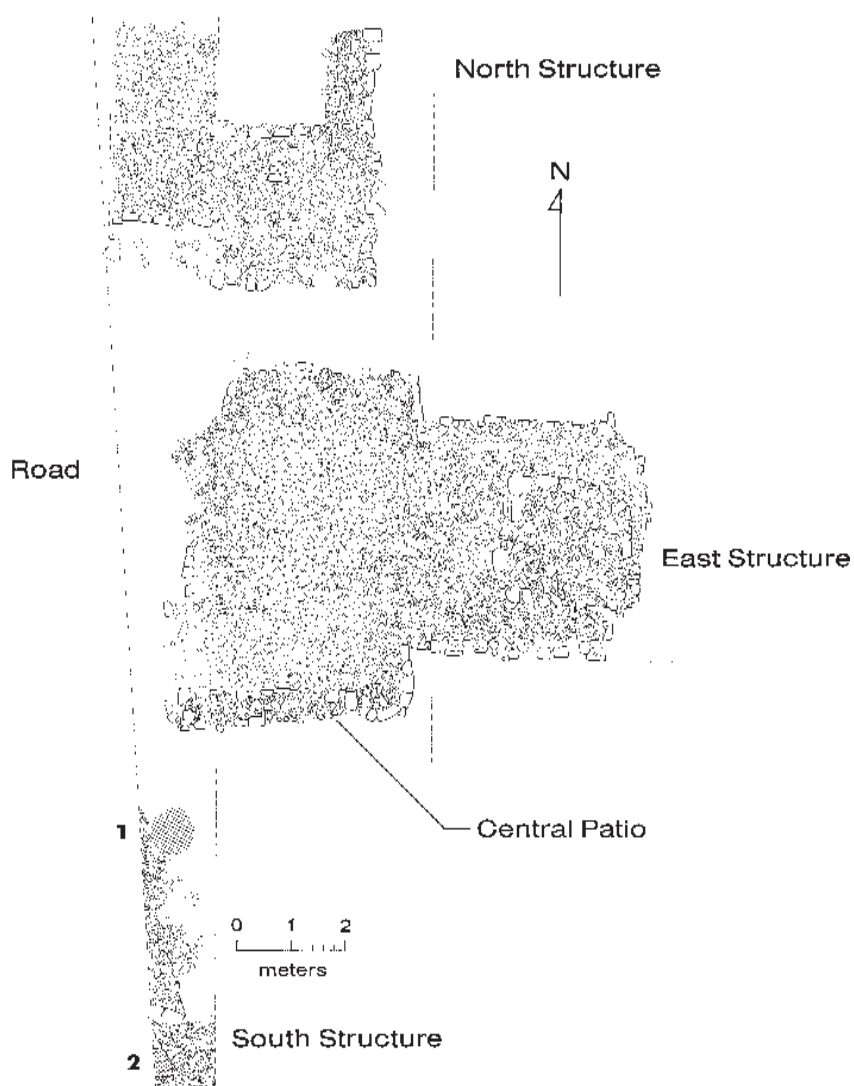 North Structure
N
Road
East Structure
1
Central Patio
0 1 2
meters
South Structure
2